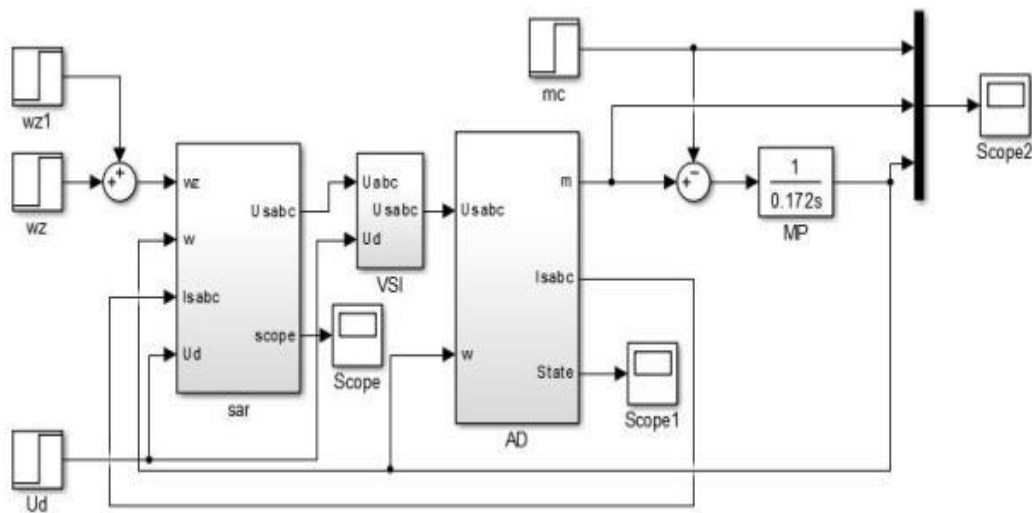 wz1
wz
Ud
+
+
wz
w
Isabc
Ud
Usabc
scope
sar
Uabc
Usabc
Ud
VSI
Scope
Usabc
w
m
Isabc
State
AD
Scope1
mc
+
−
1
0.172s
MP
Scope2